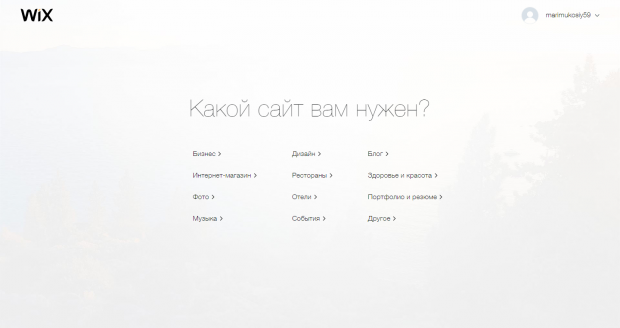 WiX
marimukosiy59
Какой сайт вам нужен?
Бизнес > Дизайн > Блог >
Интернет-магазин > Рестораны > Здоровье и красота >
Фото > Отели > Портфолио и резюме >
Музыка > События > Другое >